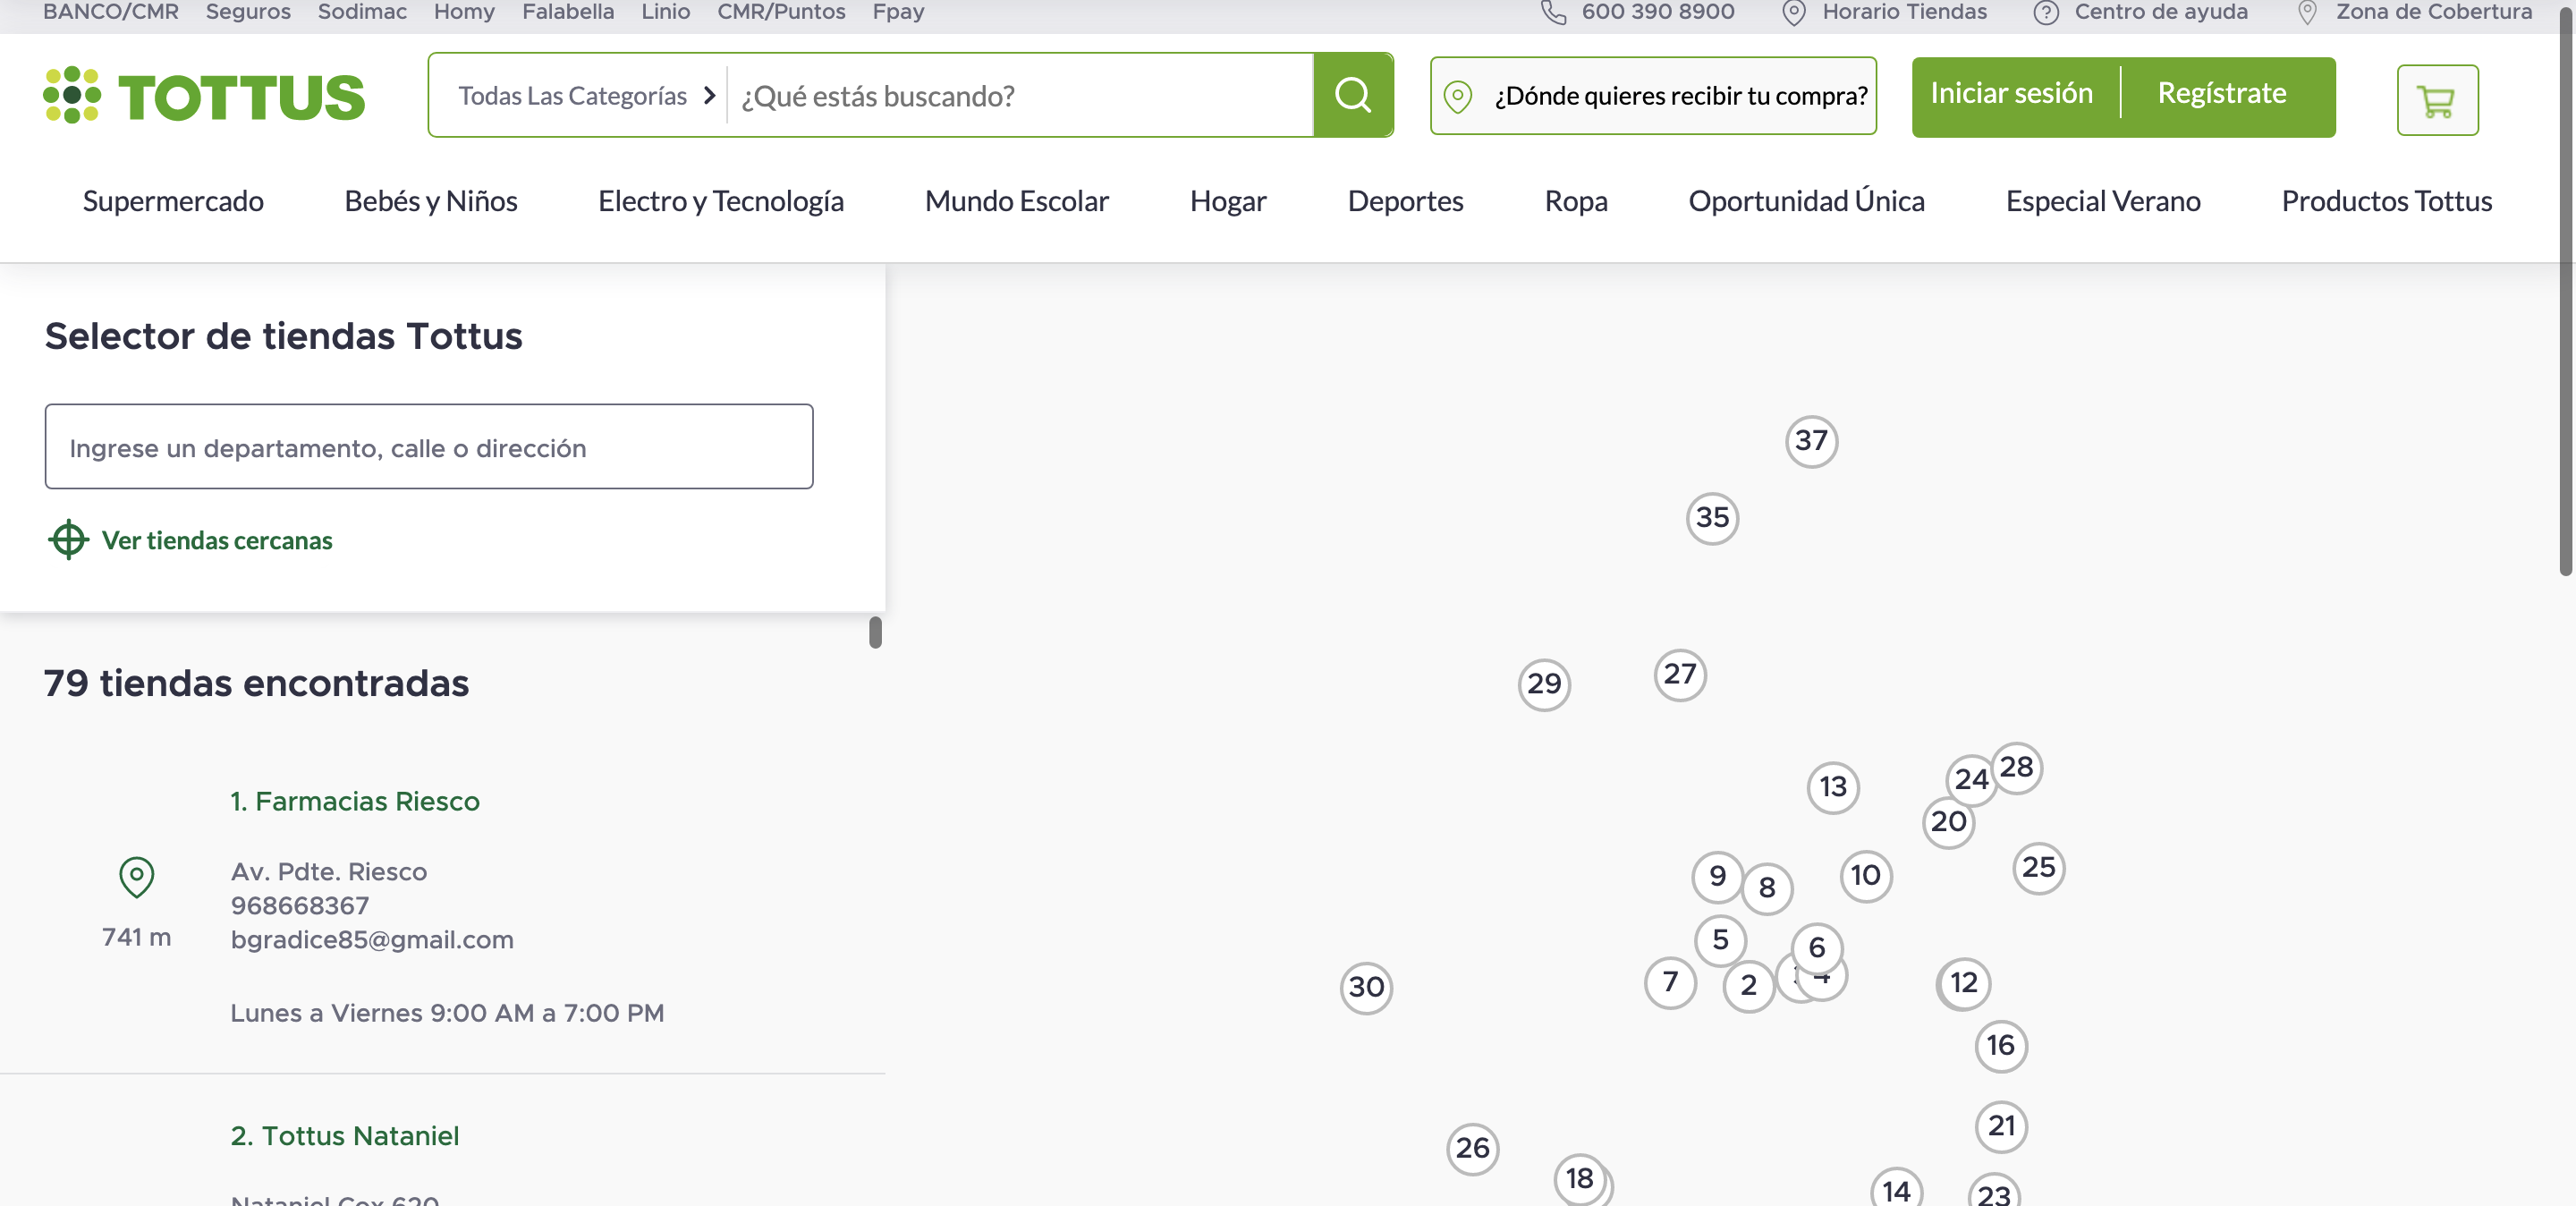 BANCO/CMR Seguros Sodimac Homy Falabella Linio CMR/Puntos Fpay 600 390 8900 Horario Tiendas Centro de ayuda Zona de Cobertura
TOTTUS Todas Las Categorías ¿Qué estás buscando? ¿Dónde quieres recibir tu compra? Iniciar sesión Regístrate
Supermercado Bebés y Niños Electro y Tecnología Mundo Escolar Hogar Deportes Ropa Oportunidad Única Especial Verano Productos Tottus
Selector de tiendas Tottus
Ingrese un departamento, calle o dirección
Ver tiendas cercanas
79 tiendas encontradas
1. Farmacias Riesco
Av. Pdte. Riesco
968668367
741 m
bgradice85@gmail.com
Lunes a Viernes 9:00 AM a 7:00 PM
2. Tottus Nataniel
Nataniel Cox 620
37
35
29
27
13
24
28
20
25
9
8
10
5
6
7
2
4
30
12
16
21
26
18
14
23